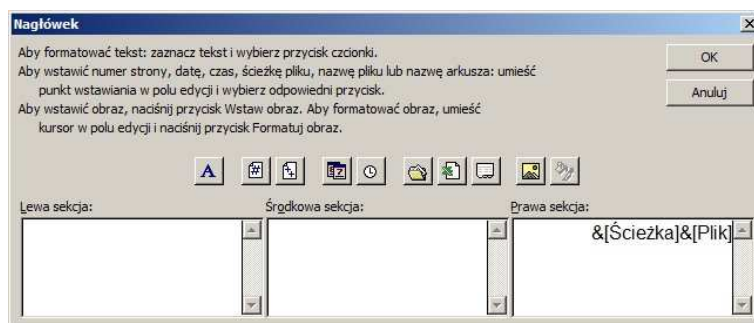 Nagłówek
Aby formatować tekst: zaznacz tekst i wybierz przycisk czcionki.
Aby wstawić numer strony, datę, czas, ścieżkę pliku, nazwę pliku lub nazwę arkusza: umieść
punkt wstawiania w polu edycji i wybierz odpowiedni przycisk.
Aby wstawić obraz, naciśnij przycisk Wstaw obraz. Aby formatować obraz, umieść
kursor w polu edycji i naciśnij przycisk Formatuj obraz.
OK
Anuluj
A
Lewa sekcja: Środkowa sekcja: Prawa sekcja:
&[Ścieżka]&[Plik]